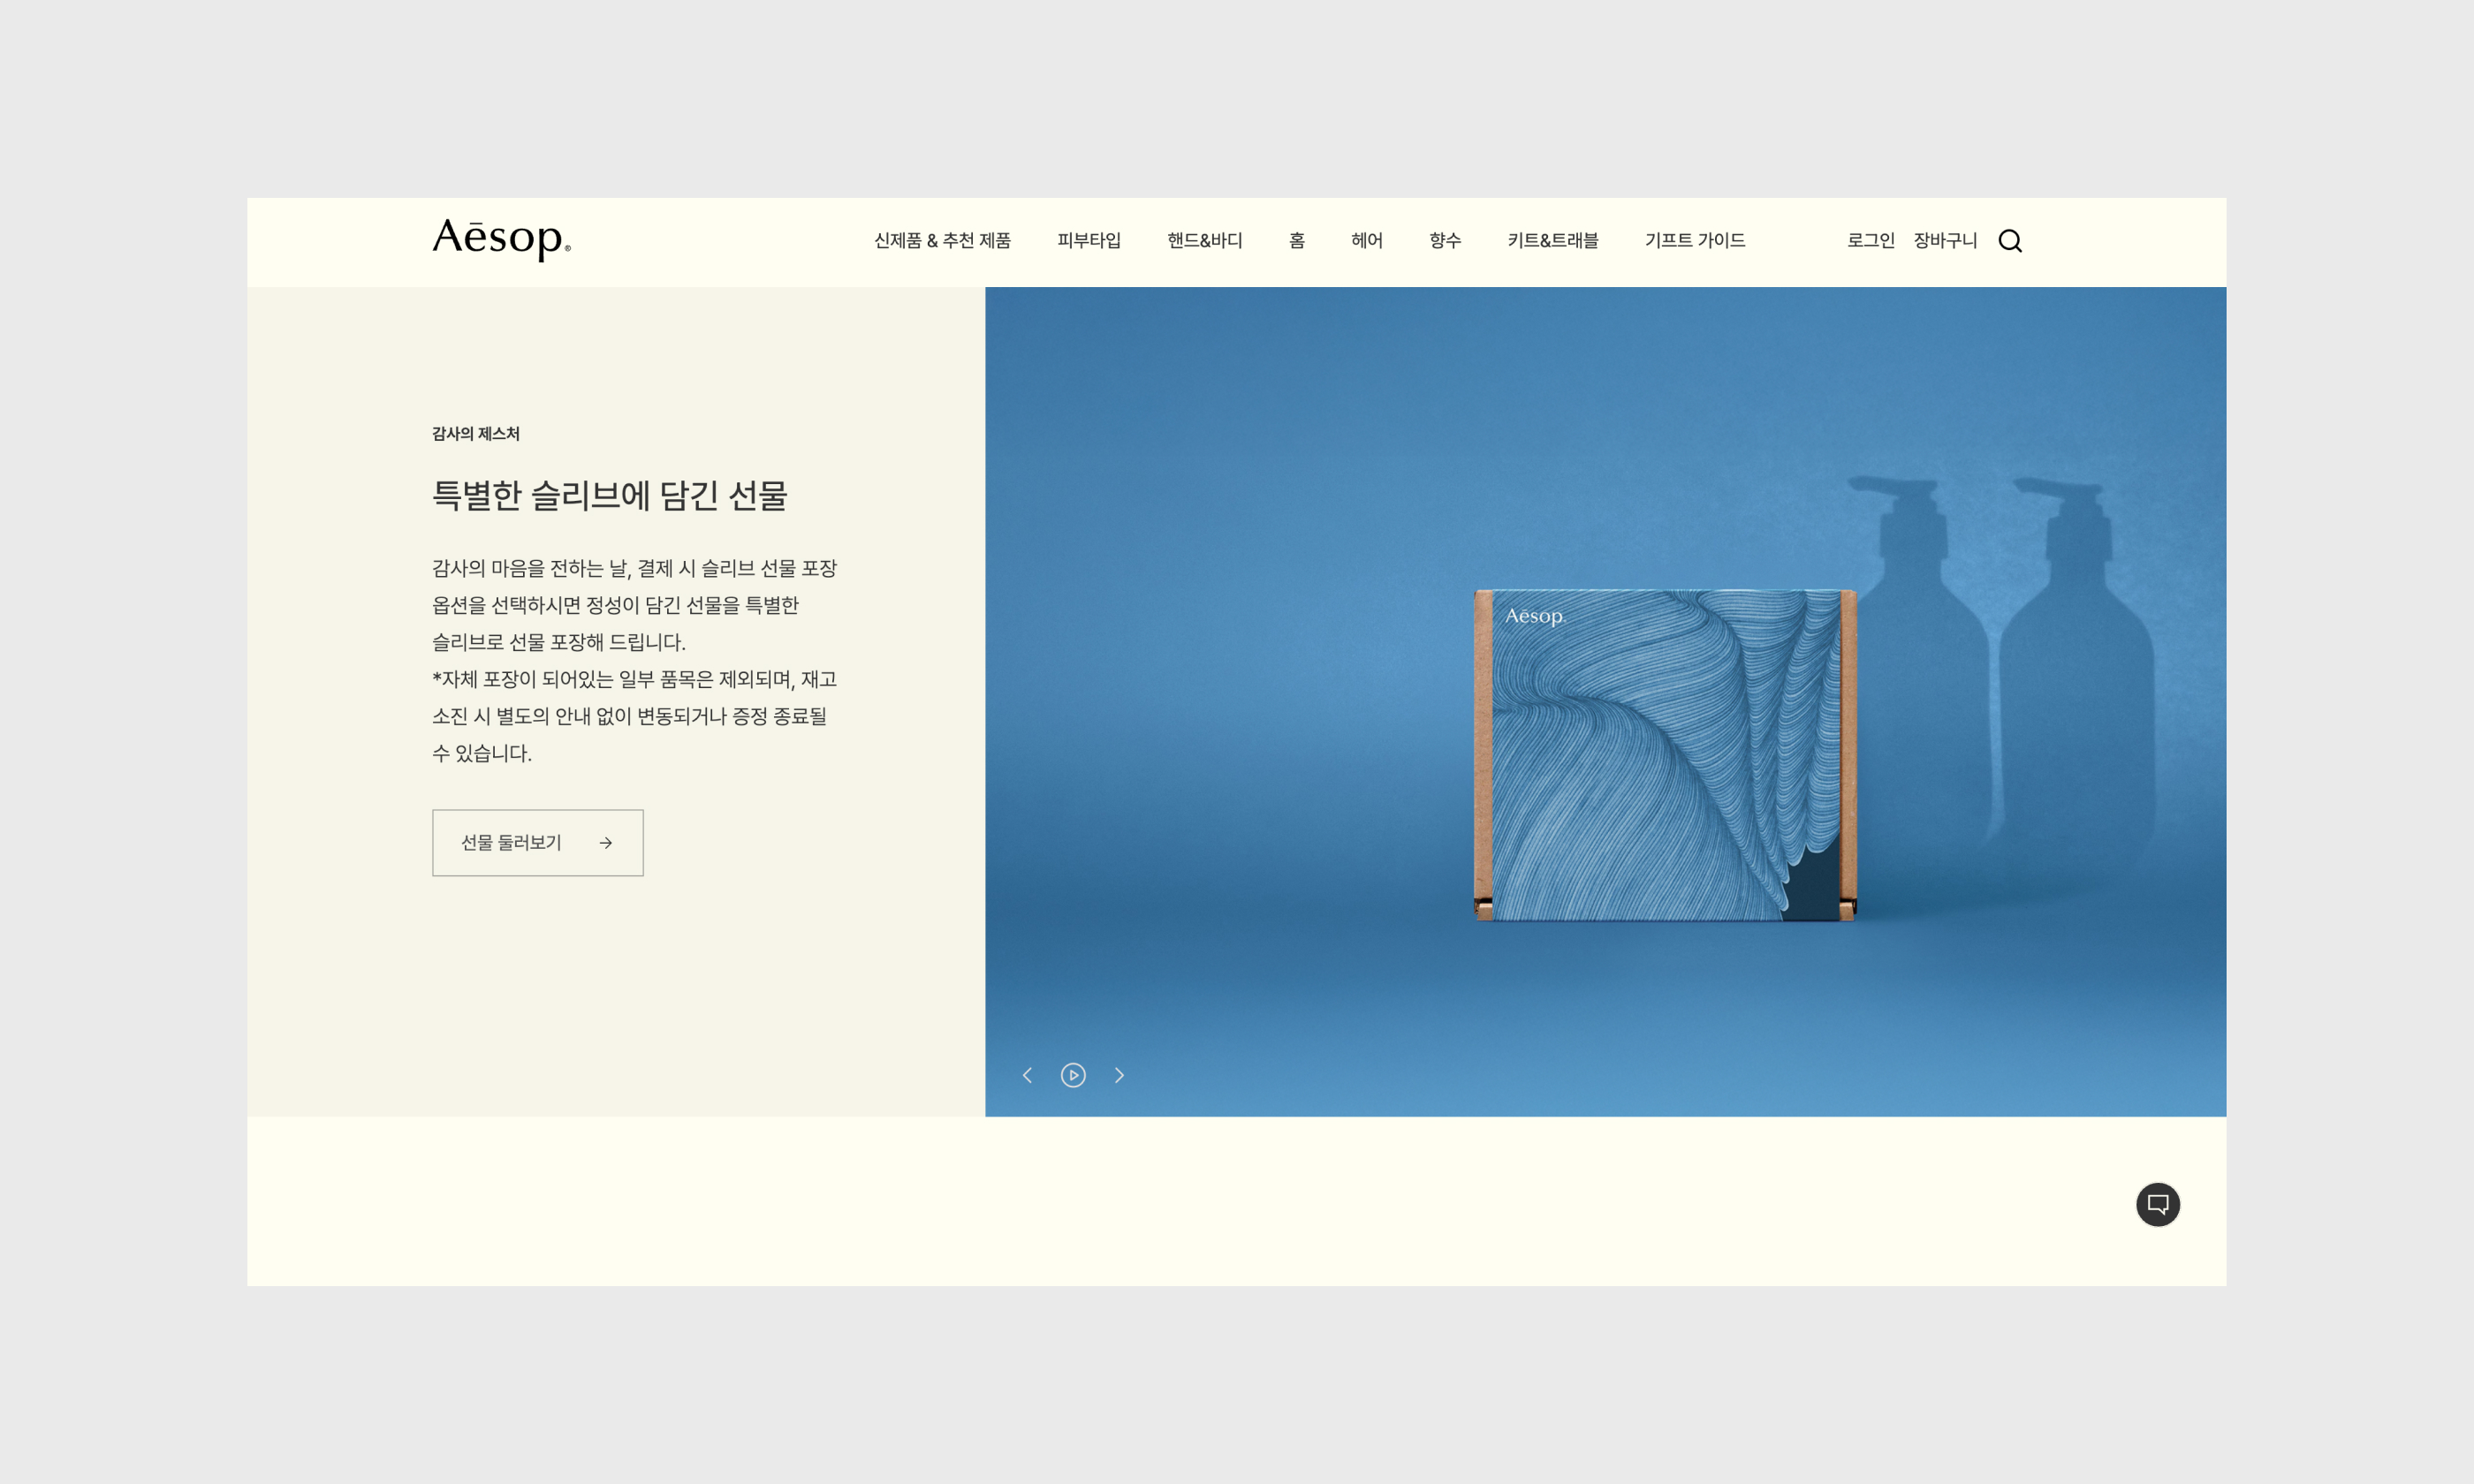 Aēsop®
신제품 & 추천 제품 피부타입 핸드&바디 홈 헤어 향수 키트&트래블 기프트 가이드 로그인 장바구니
감사의 제스처
특별한 슬리브에 담긴 선물
감사의 마음을 전하는 날, 결제 시 슬리브 선물 포장
옵션을 선택하시면 정성이 담긴 선물을 특별한
슬리브로 선물 포장해 드립니다.
*자체 포장이 되어있는 일부 품목은 제외되며, 재고
소진 시 별도의 안내 없이 변동되거나 증정 종료될
수 있습니다.
선물 둘러보기
Aēsop.